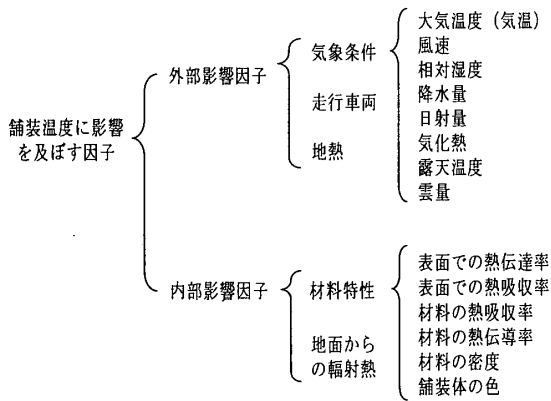 舗装温度に影響
を及ぼす因子
外部影響因子
気象条件
大気温度（気温）
風速
相対湿度
降水量
日射量
気化熱
露天温度
雲量
走行車両
地熱
内部影響因子
材料特性
表面での熱伝達率
表面での熱吸収率
材料の熱吸収率
材料の熱伝導率
材料の密度
舗装体の色
地面から
の輻射熱